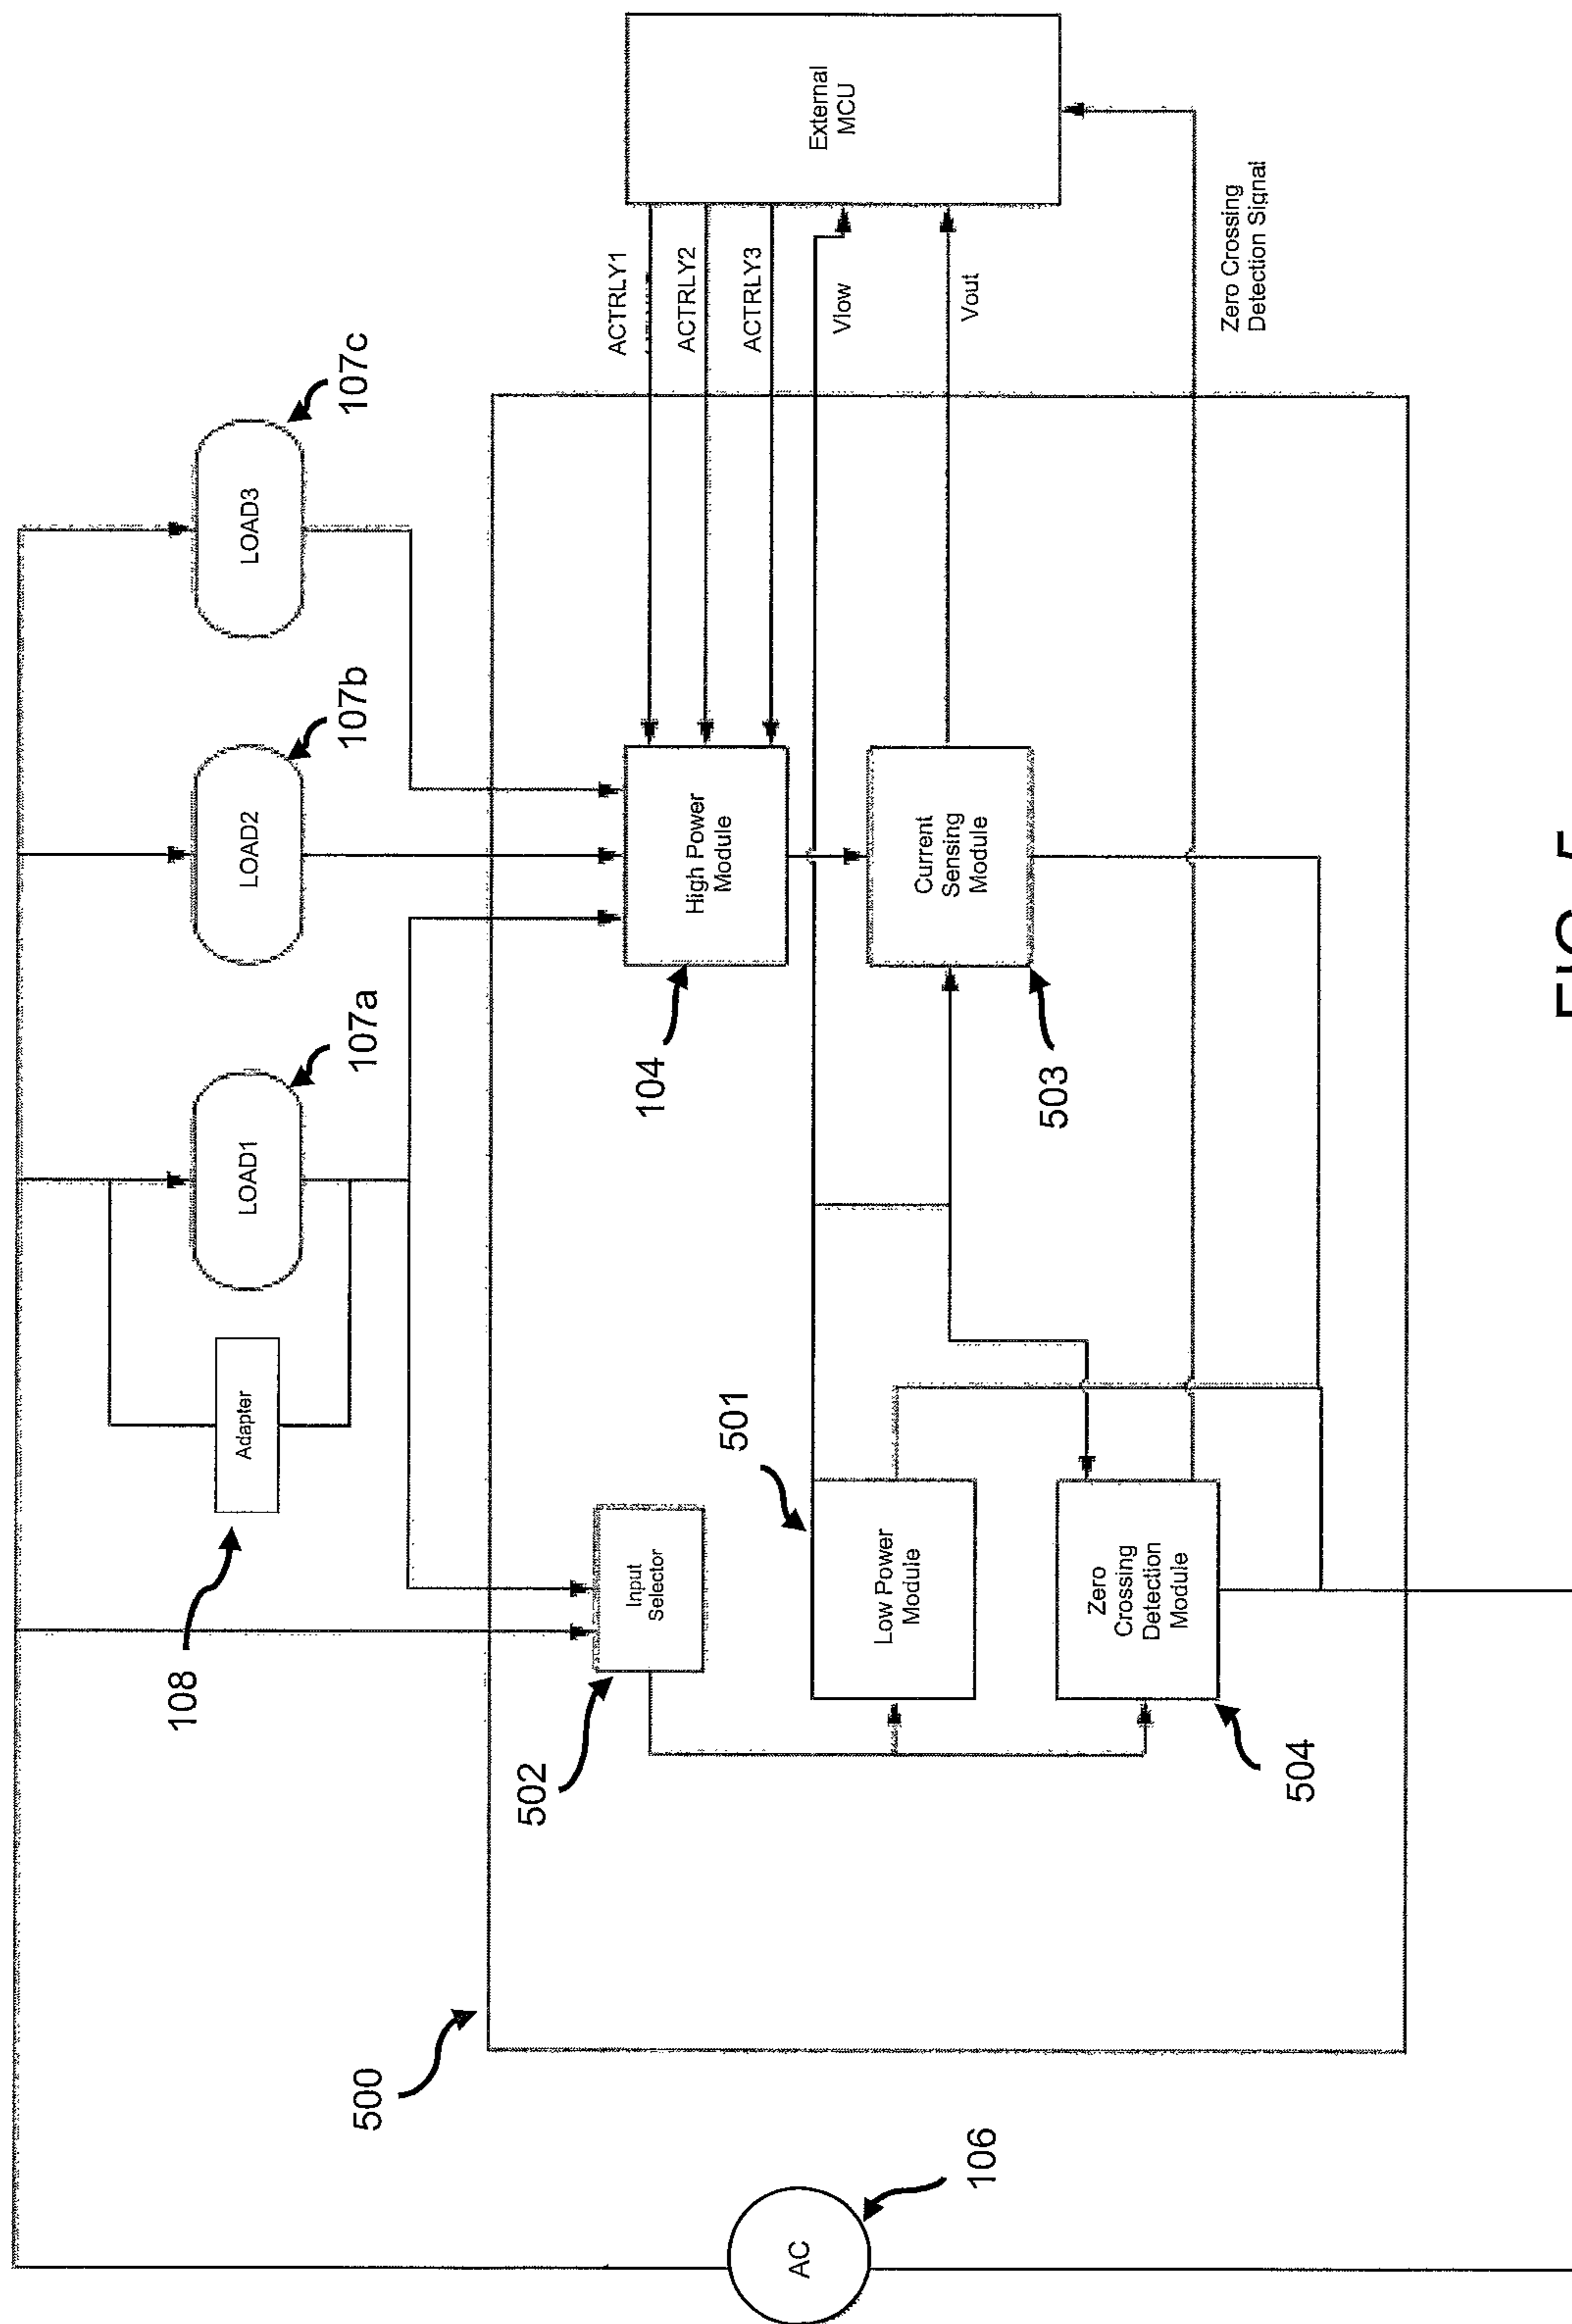 108
Adapter
LOAD1
107a
LOAD2
107b
LOAD3
107c
500
502
Input
Selector
104
High Power
Module
ACTRLY1
ACTRLY2
ACTRLY3
External
MCU
AC
106
501
Low Power
Module
Current
Sensing
Module
503
Vlow
Vout
504
Zero
Crossing
Detection
Module
Zero Crossing
Detection Signal